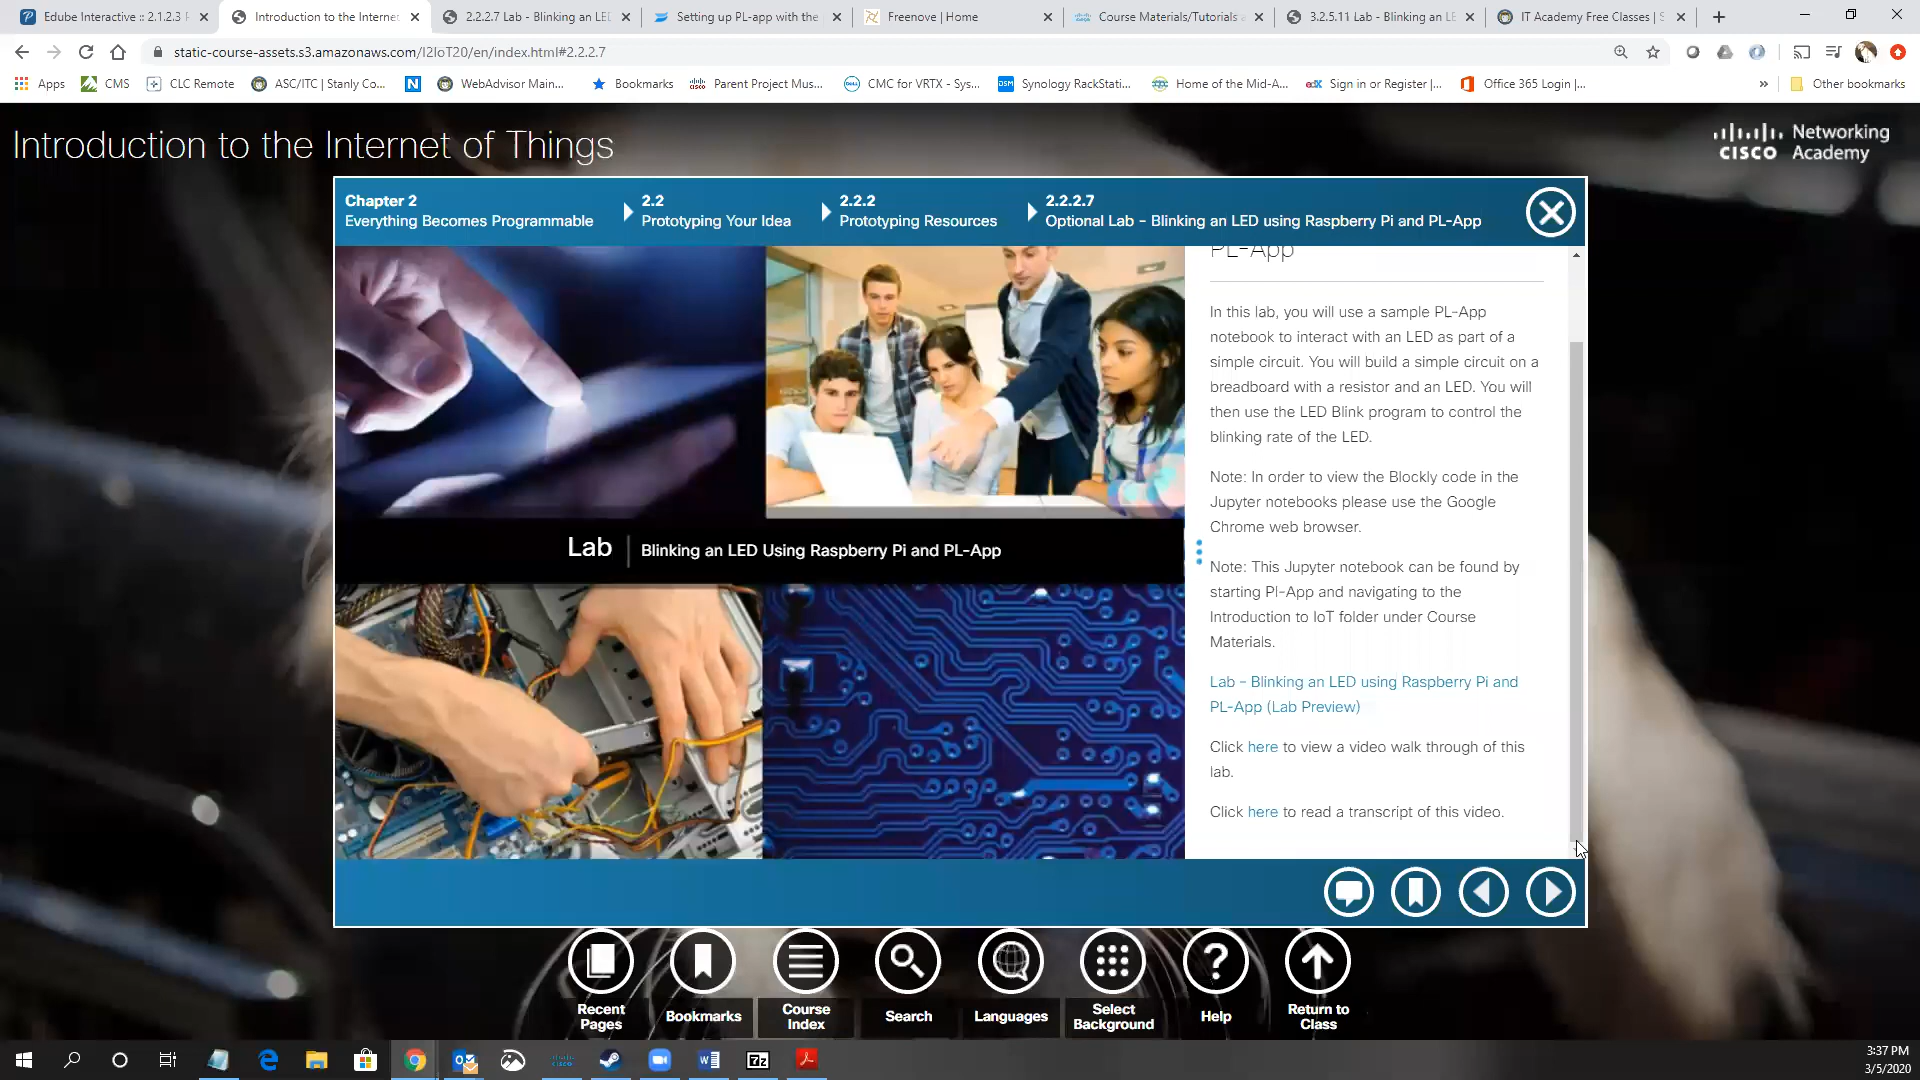 Edube Interactive :: 2.1.2.3
Introduction to the Interne
2.2.2.7 Lab - Blinking an LE
Setting up PL-app with the
Freenove | Home
Course Materials/Tutorials
3.2.5.11 Lab - Blinking an LE
IT Academy Free Classes | S
static-course-assets.s3.amazonaws.com/I2IoT20/en/index.html#2.2.2.7
Apps
CMS
CLC Remote
ASC/ITC | Stanly Co...
WebAdvisor Main...
Bookmarks
Parent Project Mus...
CMC for VRTX - Sys...
Synology RackStati...
Home of the Mid-A...
Sign in or Register |...
Office 365 Login |...
»
Other bookmarks
Introduction to the Internet of Things
CISCO
Networking
Academy
Chapter 2
Everything Becomes Programmable
2.2
Prototyping Your Idea
2.2.2
Prototyping Resources
2.2.2.7
Optional Lab - Blinking an LED using Raspberry Pi and PL-App
PL-App
In this lab, you will use a sample PL-App
notebook to interact with an LED as part of a
simple circuit. You will build a simple circuit on a
breadboard with a resistor and an LED. You will
then use the LED Blink program to control the
blinking rate of the LED.
Note: In order to view the Blockly code in the
Jupyter notebooks please use the Google
Chrome web browser.
Note: This Jupyter notebook can be found by
starting Pl-App and navigating to the
Introduction to IoT folder under Course
Materials.
Lab - Blinking an LED using Raspberry Pi and
PL-App (Lab Preview)
Click here to view a video walk through of this
lab.
Click here to read a transcript of this video.
Lab | Blinking an LED Using Raspberry Pi and PL-App
Recent
Pages
Bookmarks
Course
Index
Search
Languages
Select
Background
Help
Return to
Class
3:37 PM
3/5/2020